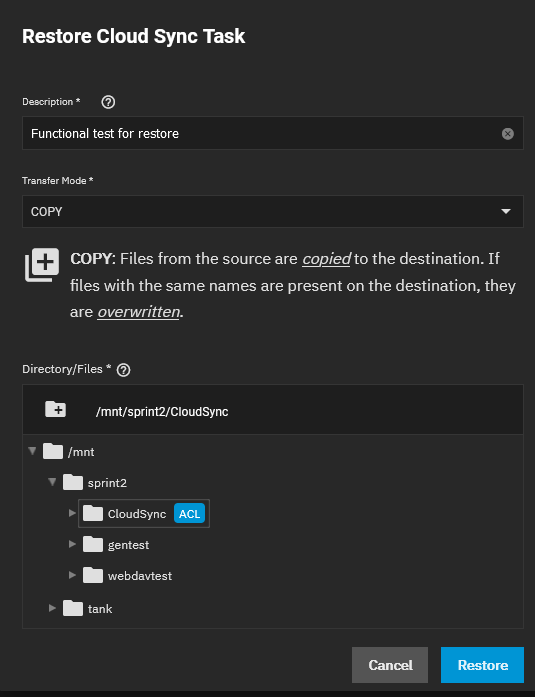 Restore Cloud Sync Task
Description *
Functional test for restore
Transfer Mode *
COPY
COPY: Files from the source are copied to the destination. If
files with the same names are present on the destination, they
are overwritten.
Directory/Files *
/mnt/sprint2/CloudSync
/mnt
sprint2
CloudSync ACL
gentest
webdavtest
tank
Cancel Restore